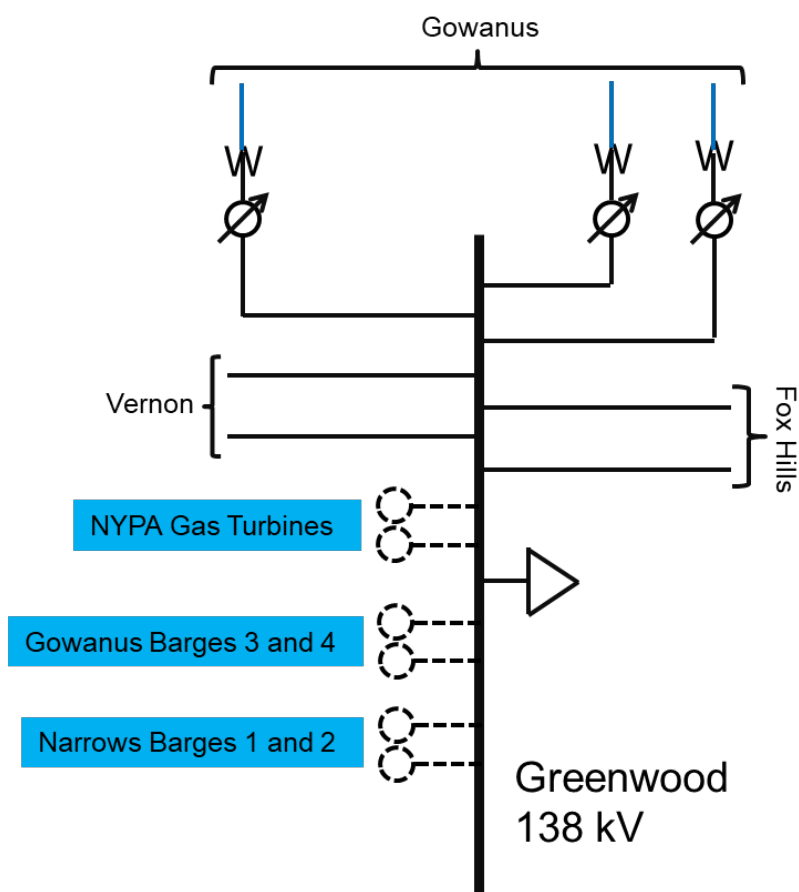 Gowanus
Vernon
Fox Hills
NYPA Gas Turbines
Gowanus Barges 3 and 4
Narrows Barges 1 and 2
Greenwood
138 kV